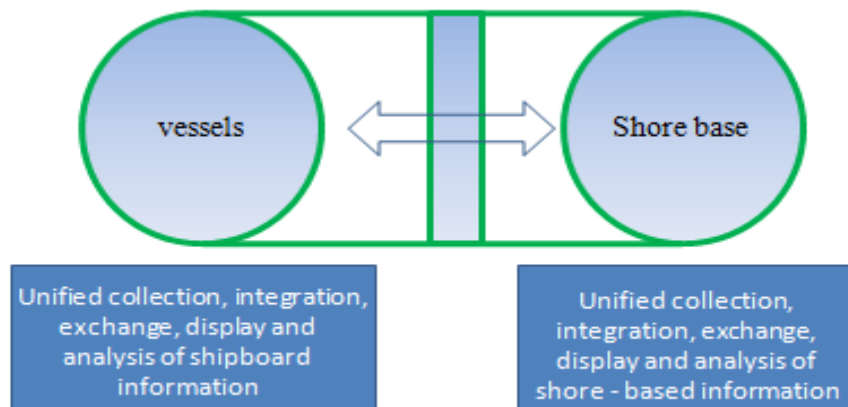 vessels
Shore base
Unified collection, integration,
exchange, display and
analysis of shipboard
information
Unified collection,
integration, exchange,
display and analysis of
shore - based information